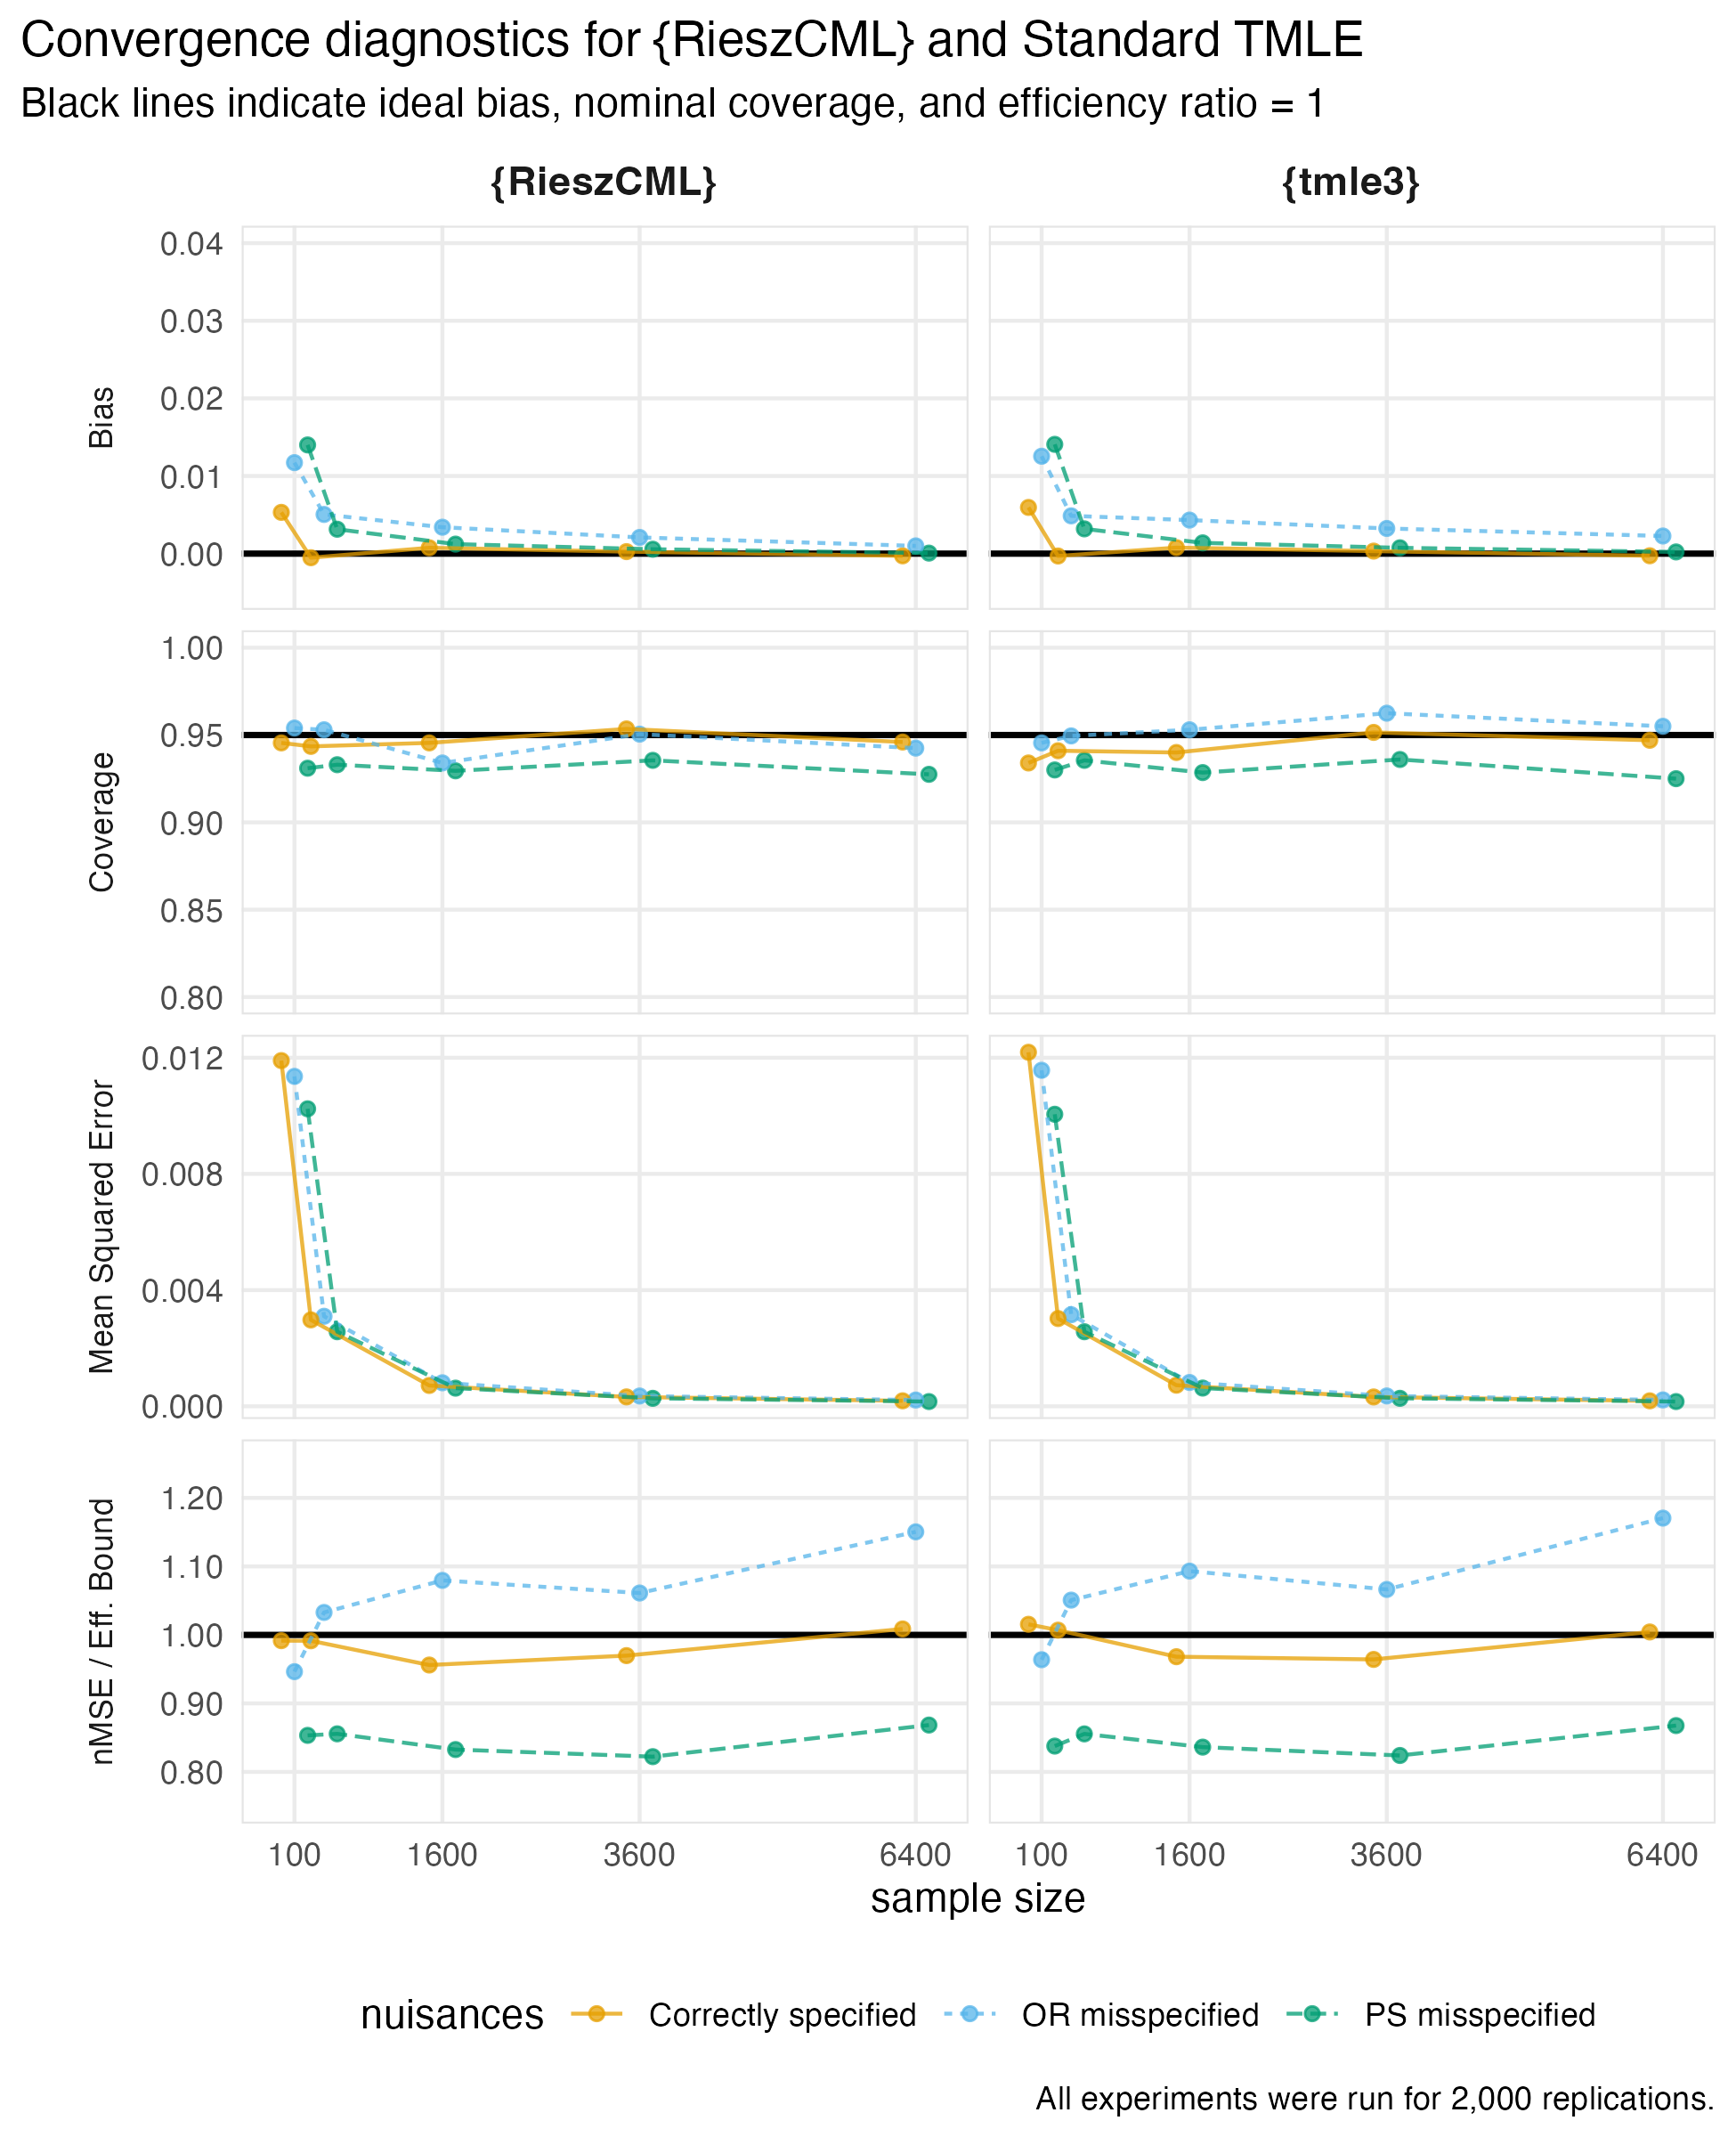 Convergence diagnostics for {RieszCML} and Standard TMLE
Black lines indicate ideal bias, nominal coverage, and efficiency ratio = 1
{RieszCML} {tmle3}
Bias
0.04
0.03
0.02
0.01
0.00
Coverage
1.00
0.95
0.90
0.85
0.80
Mean Squared Error
0.012
0.008
0.004
0.000
nMSE / Eff. Bound
1.20
1.10
1.00
0.90
0.80
100 1600 3600 6400 100 1600 3600 6400
sample size
nuisances Correctly specified OR misspecified PS misspecified
All experiments were run for 2,000 replications.